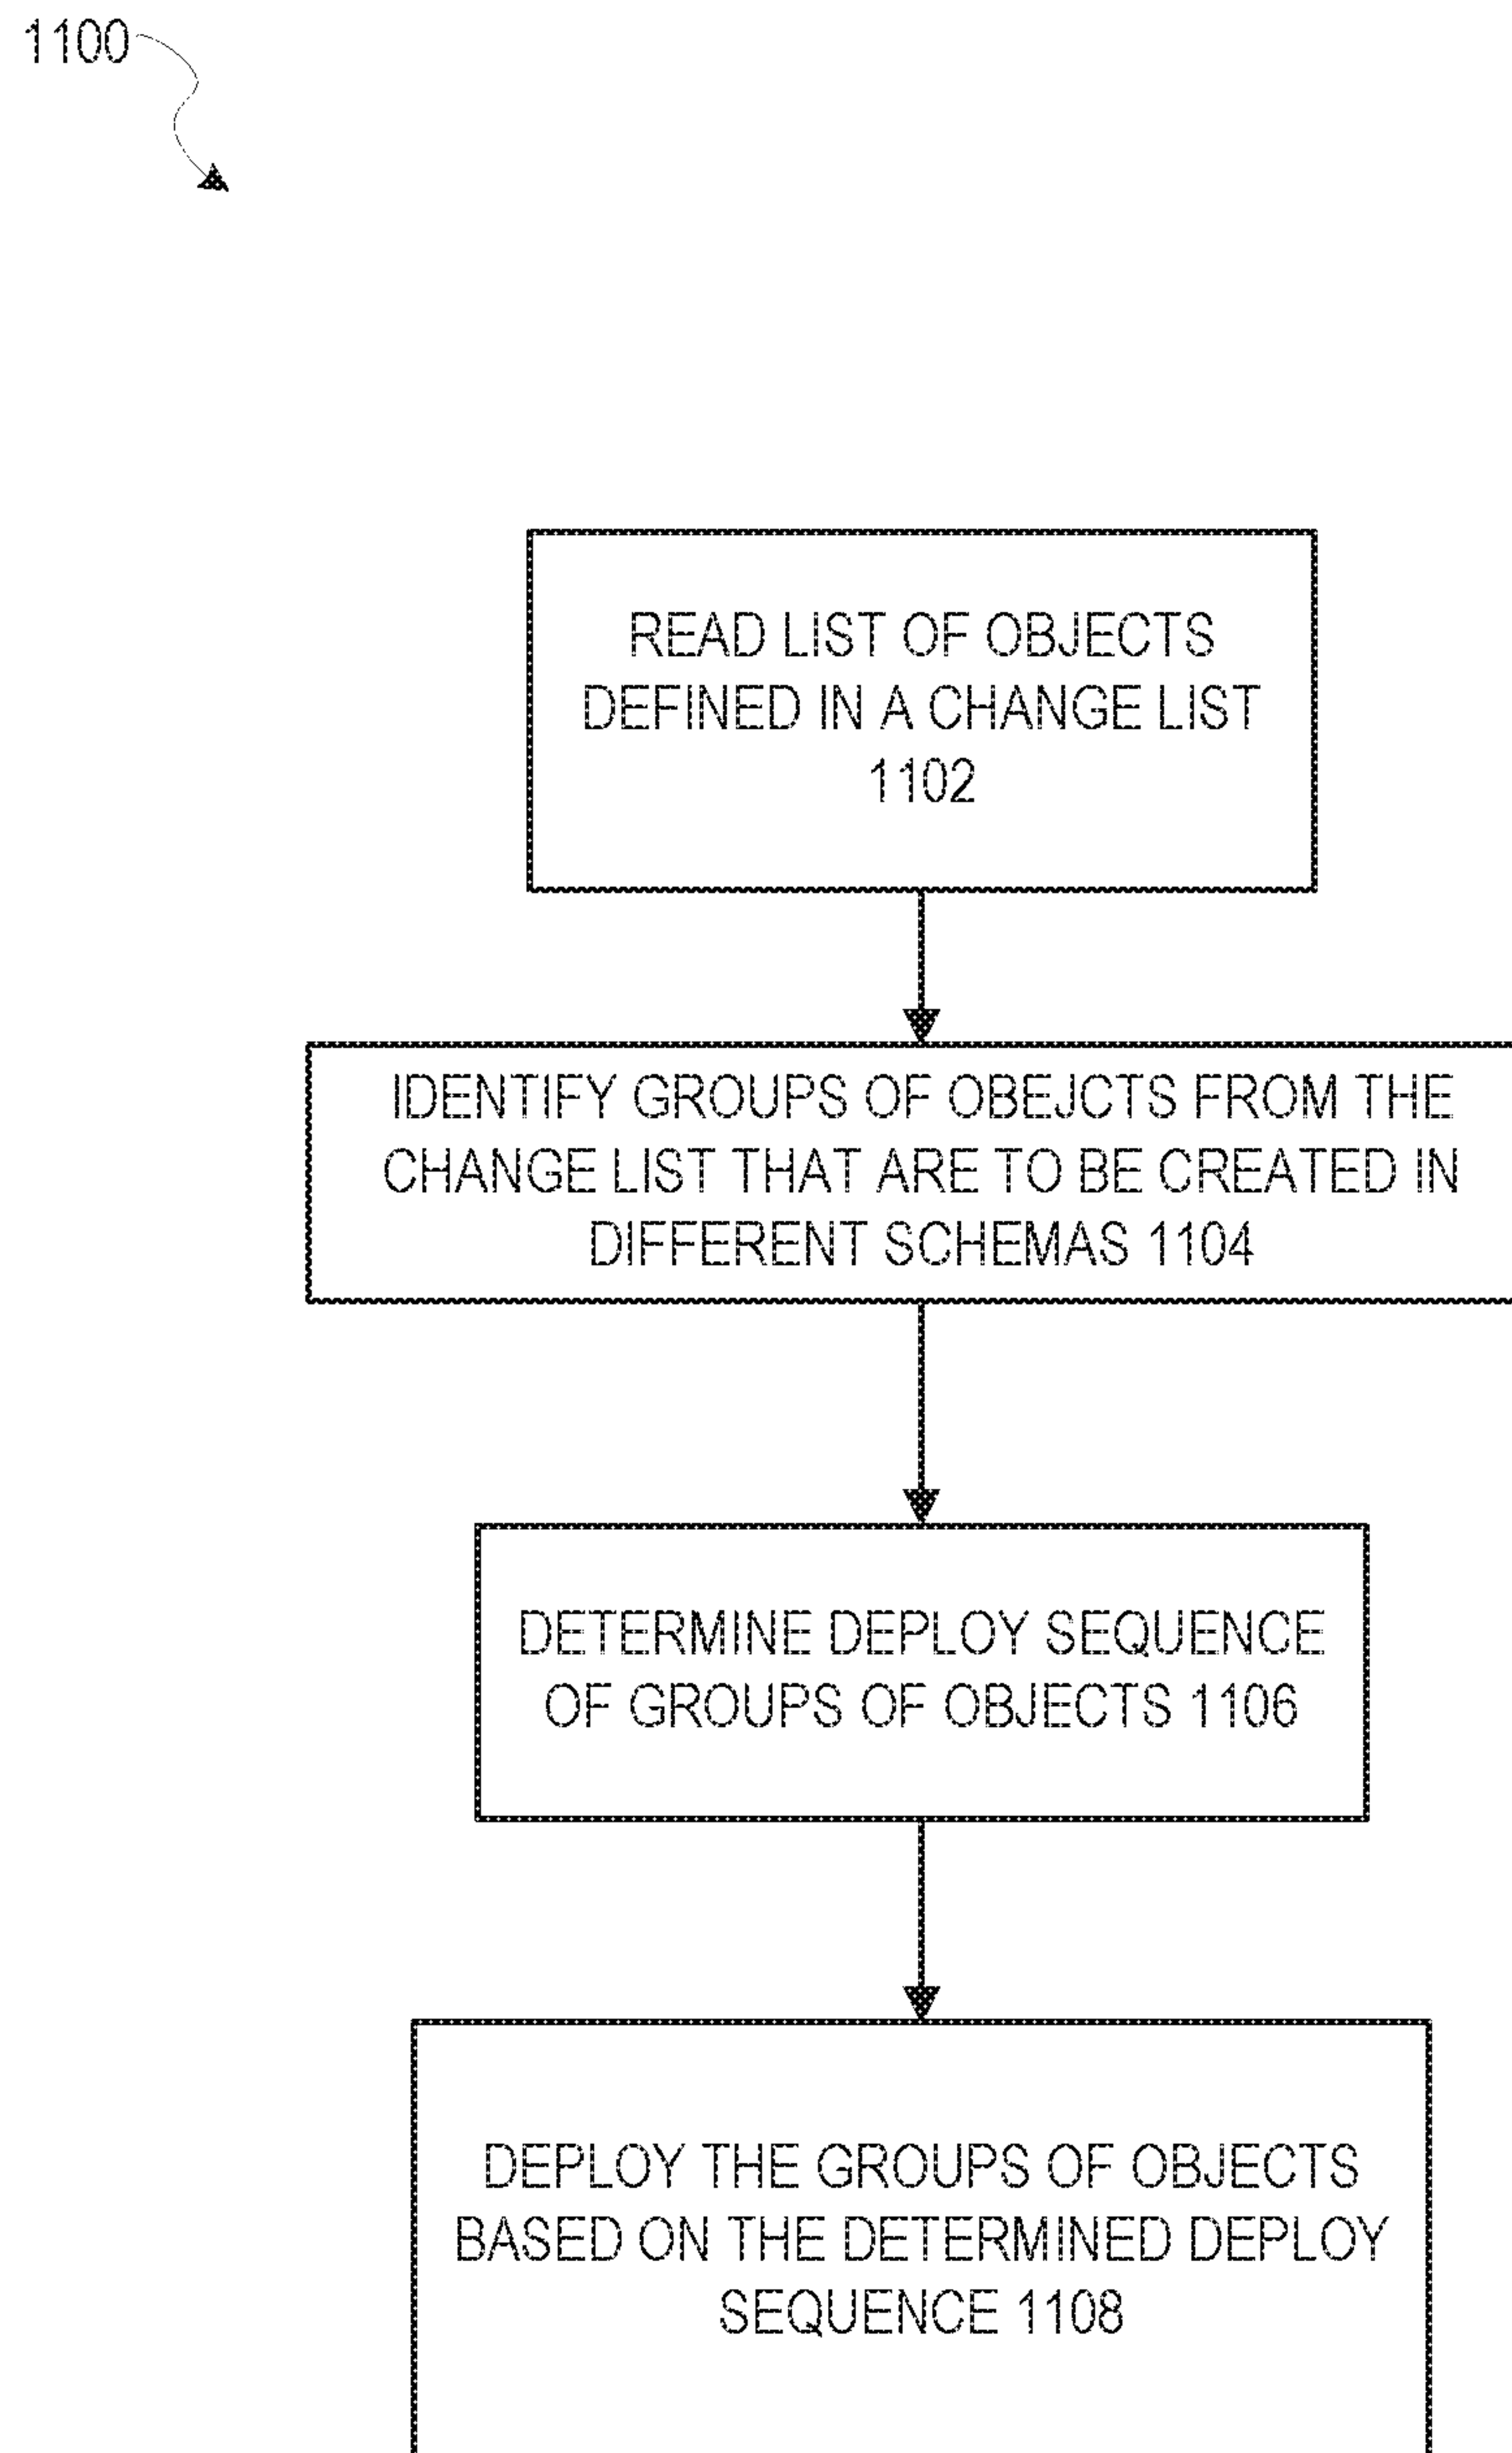 1100
READ LIST OF OBJECTS
DEFINED IN A CHANGE LIST
1102
IDENTIFY GROUPS OF OBEJCTS FROM THE
CHANGE LIST THAT ARE TO BE CREATED IN
DIFFERENT SCHEMAS 1104
DETERMINE DEPLOY SEQUENCE
OF GROUPS OF OBJECTS 1106
DEPLOY THE GROUPS OF OBJECTS
BASED ON THE DETERMINED DEPLOY
SEQUENCE 1108